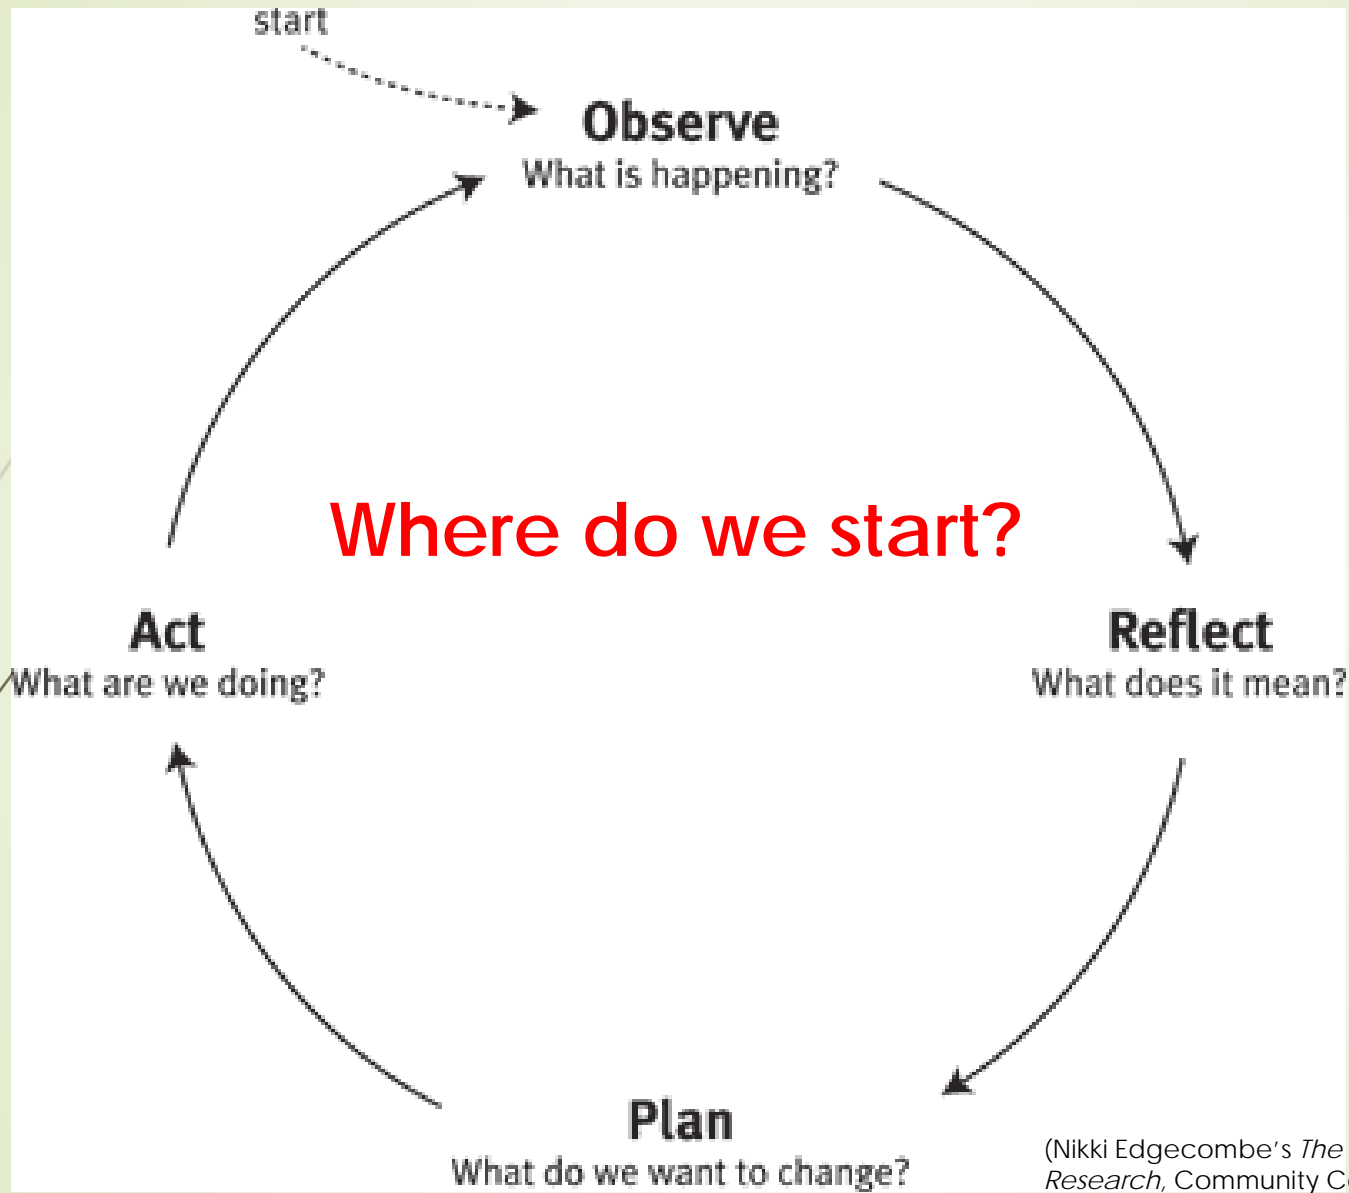 start
Observe
What is happening?
Where do we start?
Act
What are we doing?
Reflect
What does it mean?
Plan
What do we want to change?
(Nikki Edgecombe's The
Research, Community